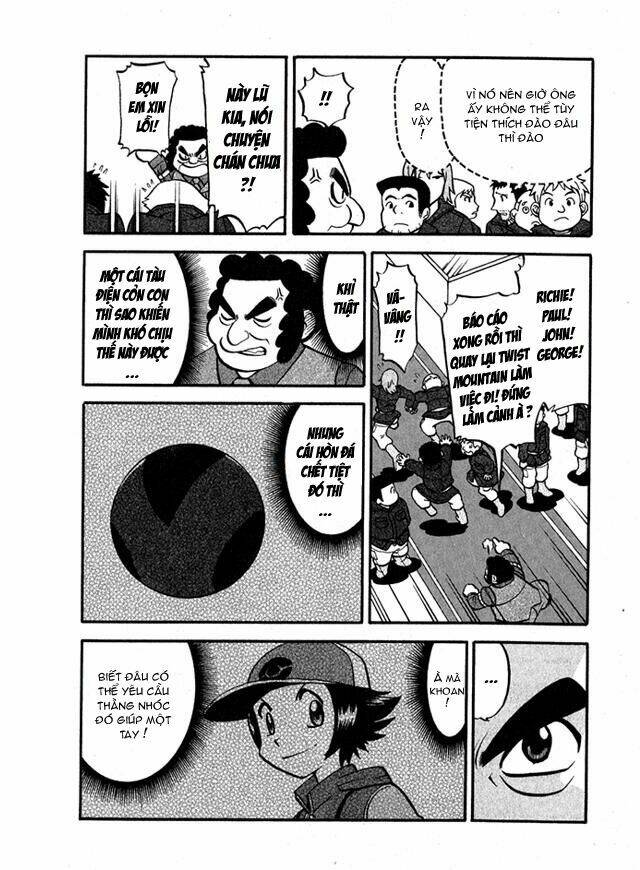 VÌ NÓ NÊN GIỜ ÔNG
ẤY KHÔNG THỂ TÙY
TIỆN THÍCH ĐÀO ĐÂU
THÌ ĐÀO
RA
VẬY !
!!
NÀY LŨ
KIA, NÓI
CHUYỆN
CHÁN CHƯA
?!
BỌN
EM XIN
LỖI!
RICHIE!
PAUL!
JOHN!
GEORGE!
BÁO CÁO
XONG RỒI THÌ
QUAY LẠI TWIST
MOUNTAIN LÀM
VIỆC ĐI! ĐỨNG
LẤM CẢNH À ?
VÂ-
VÂNG
!!
KHỈ
THẬT
MỘT CÁI TÀU
ĐIỆN CỎN CON
THÌ SAO KHIẾN
MÌNH KHÓ CHỊU
THẾ NÀY ĐƯỢC
...
NHƯNG
CÁI HÒN ĐÁ
CHẾT TIỆT
ĐÓ THÌ
...
...
À MÀ
KHOAN
!
BIẾT ĐÂU CÓ
THỂ YÊU CẦU
THẰNG NHÓC
ĐÓ GIÚP MỘT
TAY !